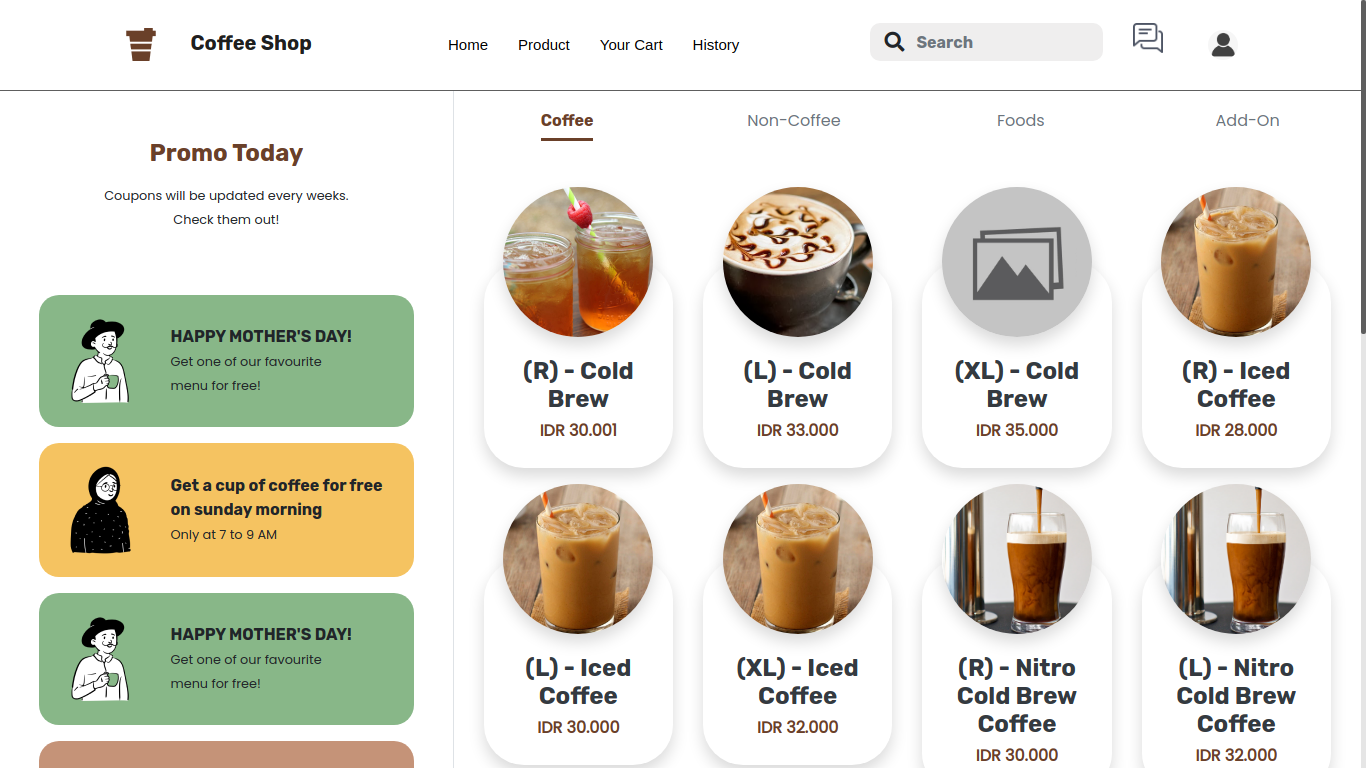 Coffee Shop
Home
Product
Your Cart
History
Search
Promo Today
Coupons will be updated every weeks.
Check them out!
HAPPY MOTHER'S DAY!
Get one of our favourite
menu for free!
Get a cup of coffee for free
on sunday morning
Only at 7 to 9 AM
HAPPY MOTHER'S DAY!
Get one of our favourite
menu for free!
Coffee
Non-Coffee
Foods
Add-On
(R) - Cold
Brew
IDR 30.001
(L) - Cold
Brew
IDR 33.000
(XL) - Cold
Brew
IDR 35.000
(R) - Iced
Coffee
IDR 28.000
(L) - Iced
Coffee
IDR 30.000
(XL) - Iced
Coffee
IDR 32.000
(R) - Nitro
Cold Brew
Coffee
IDR 30.000
(L) - Nitro
Cold Brew
Coffee
IDR 32.000